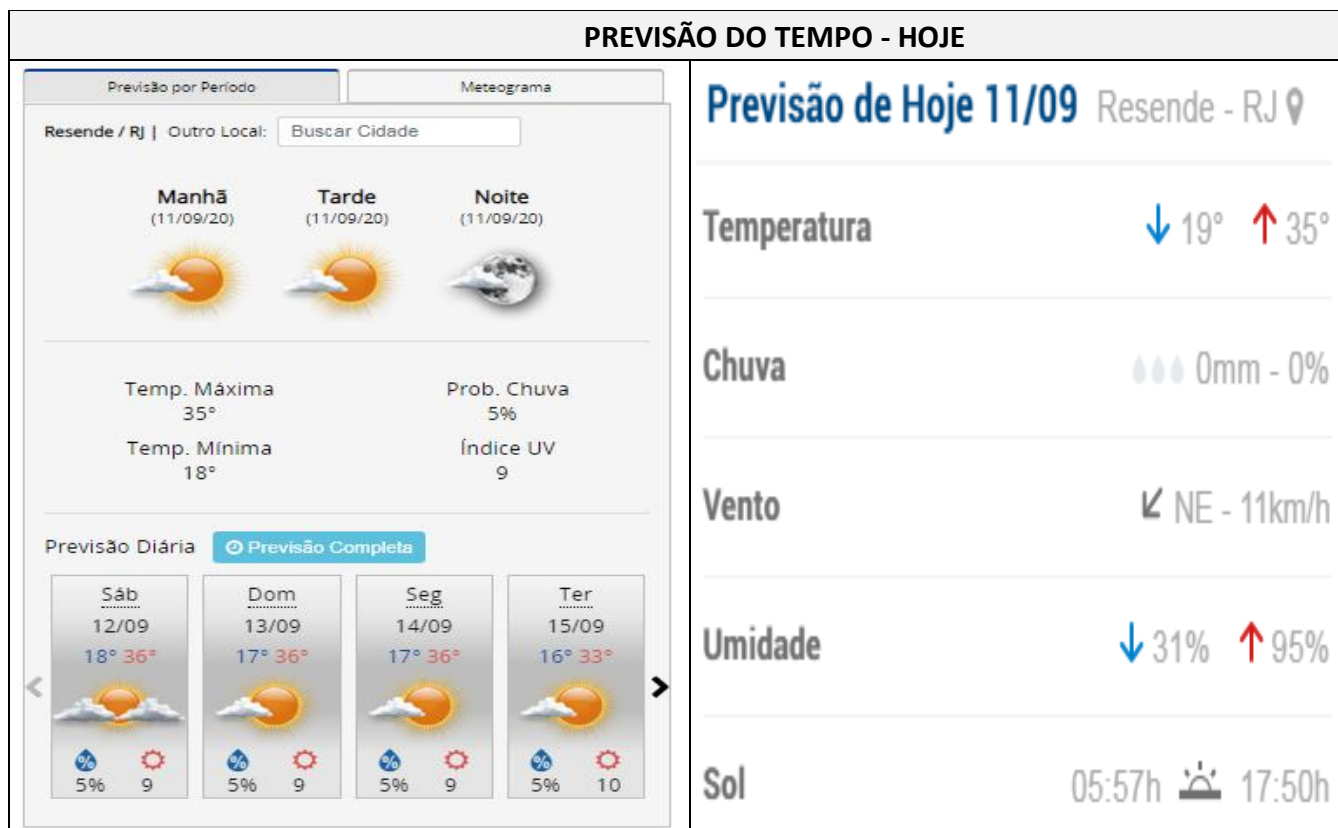 PREVISÃO DO TEMPO - HOJE
Previsão por Período
Meteograma
Resende / RJ | Outro Local: Buscar Cidade
Manhã Tarde Noite
(11/09/20) (11/09/20) (11/09/20)
Temp. Máxima Prob. Chuva
35° 5%
Temp. Mínima Índice UV
18° 9
Previsão Diária Previsão Completa
Sáb Dom Seg Ter
12/09 13/09 14/09 15/09
18° 36° 17° 36° 17° 36° 16° 33°
% % % %
5% 9 5% 9 5% 9 5% 10
Previsão de Hoje 11/09 Resende - RJ
Temperatura 19° 35°
Chuva 0mm - 0%
Vento NE - 11km/h
Umidade 31% 95%
Sol 05:57h 17:50h